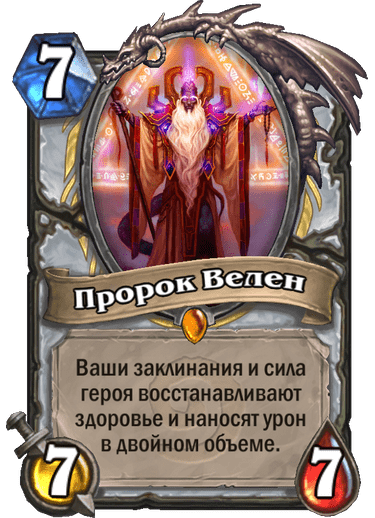 7
Пророк Велен
Ваши заклинания и сила
героя восстанавливают
здоровье и наносят урон
в двойном объеме.
7
7